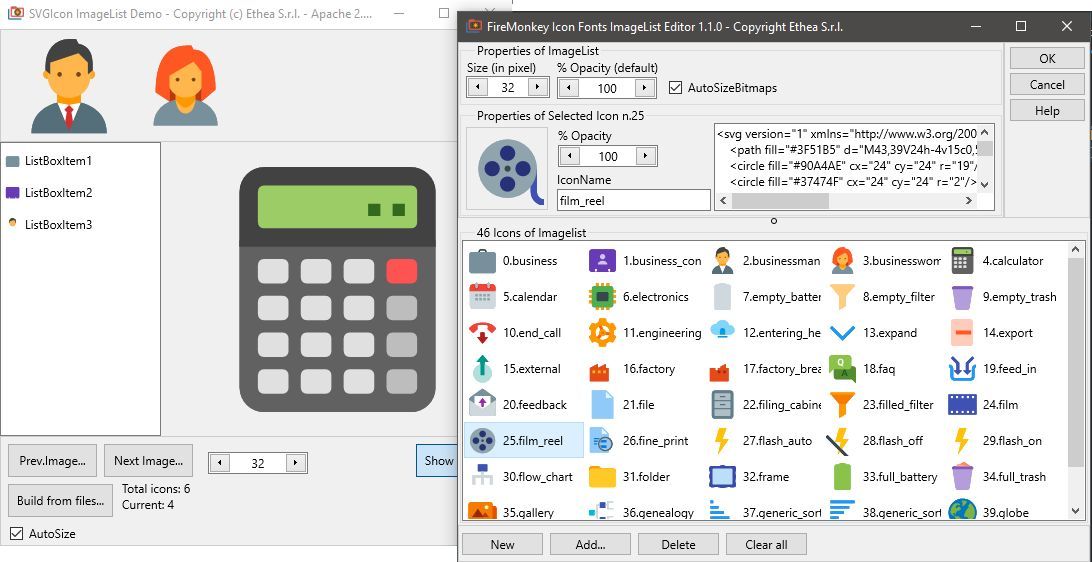 SVGIcon ImageList Demo - Copyright (c) Ethea S.r.l. - Apache 2....
ListBoxItem1
ListBoxItem2
ListBoxItem3
Prev.Image...
Next Image...
32
Show
Build from files...
Total icons: 6
Current: 4
AutoSize
FireMonkey Icon Fonts ImageList Editor 1.1.0 - Copyright Ethea S.r.l.
Properties of ImageList
Size (in pixel)
% Opacity (default)
32
100
AutoSizeBitmaps
OK
Cancel
Help
Properties of Selected Icon n.25
% Opacity
100
IconName
film_reel
<svg version="1" xmlns="http://www.w3.org/200
<path fill="#3F51B5" d="M43,39V24h-4v15c0,5
<circle fill="#90A4AE" cx="24" cy="24" r="19"/
<circle fill="#37474F" cx="24" cy="24" r="2"/>
46 Icons of Imagelist
0.business
1.business_con
2.businessman
3.businesswom
4.calculator
5.calendar
6.electronics
7.empty_batter
8.empty_filter
9.empty_trash
10.end_call
11.engineering
12.entering_he
13.expand
14.export
15.external
16.factory
17.factory_brea
18.faq
Q
A
19.feed_in
20.feedback
21.file
22.filing_cabine
23.filled_filter
24.film
25.film_reel
26.fine_print
27.flash_auto
28.flash_off
29.flash_on
30.flow_chart
31.folder
32.frame
33.full_battery
34.full_trash
35.gallery
36.genealogy
37.generic_sort
38.generic_sort
39.globe
New
Add...
Delete
Clear all